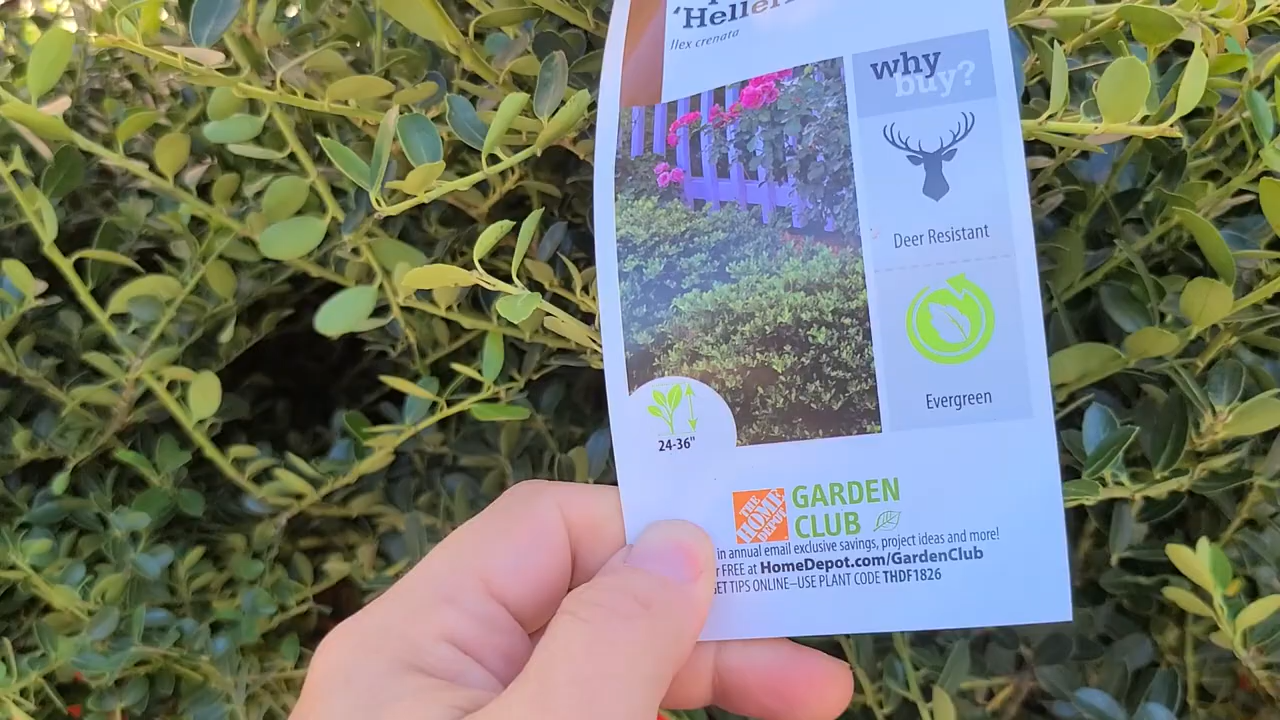 'Helleri
Ilex crenata
why
buy?
Deer Resistant
Evergreen
24-36"
THE
HOME
DEPOT
GARDEN
CLUB
in annual email exclusive savings, project ideas and more!
FREE at HomeDepot.com/GardenClub
GET TIPS ONLINE–USE PLANT CODE THDF1826